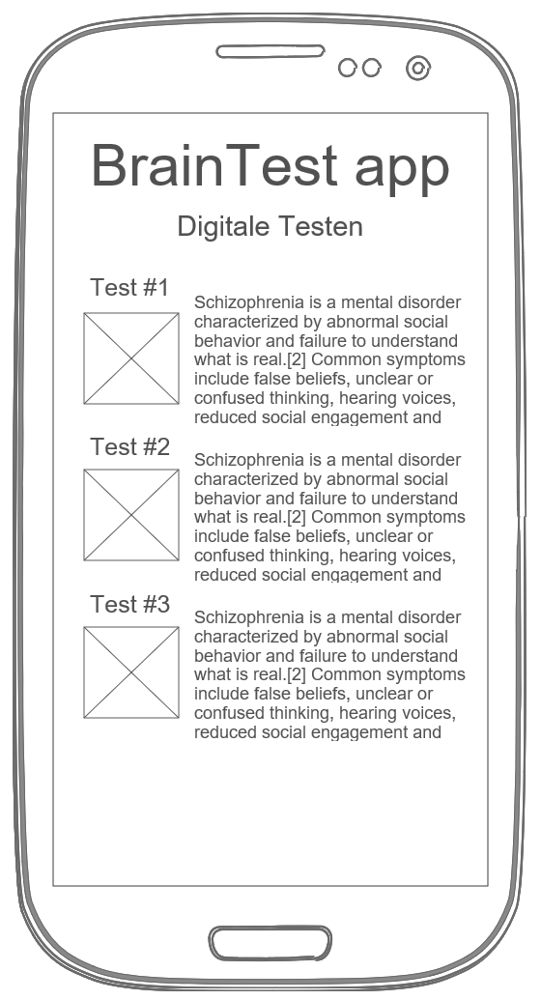 BrainTest app
Digitale Testen
Test #1
Schizophrenia is a mental disorder
characterized by abnormal social
behavior and failure to understand
what is real.[2] Common symptoms
include false beliefs, unclear or
confused thinking, hearing voices,
reduced social engagement and
Test #2
Schizophrenia is a mental disorder
characterized by abnormal social
behavior and failure to understand
what is real.[2] Common symptoms
include false beliefs, unclear or
confused thinking, hearing voices,
reduced social engagement and
Test #3
Schizophrenia is a mental disorder
characterized by abnormal social
behavior and failure to understand
what is real.[2] Common symptoms
include false beliefs, unclear or
confused thinking, hearing voices,
reduced social engagement and